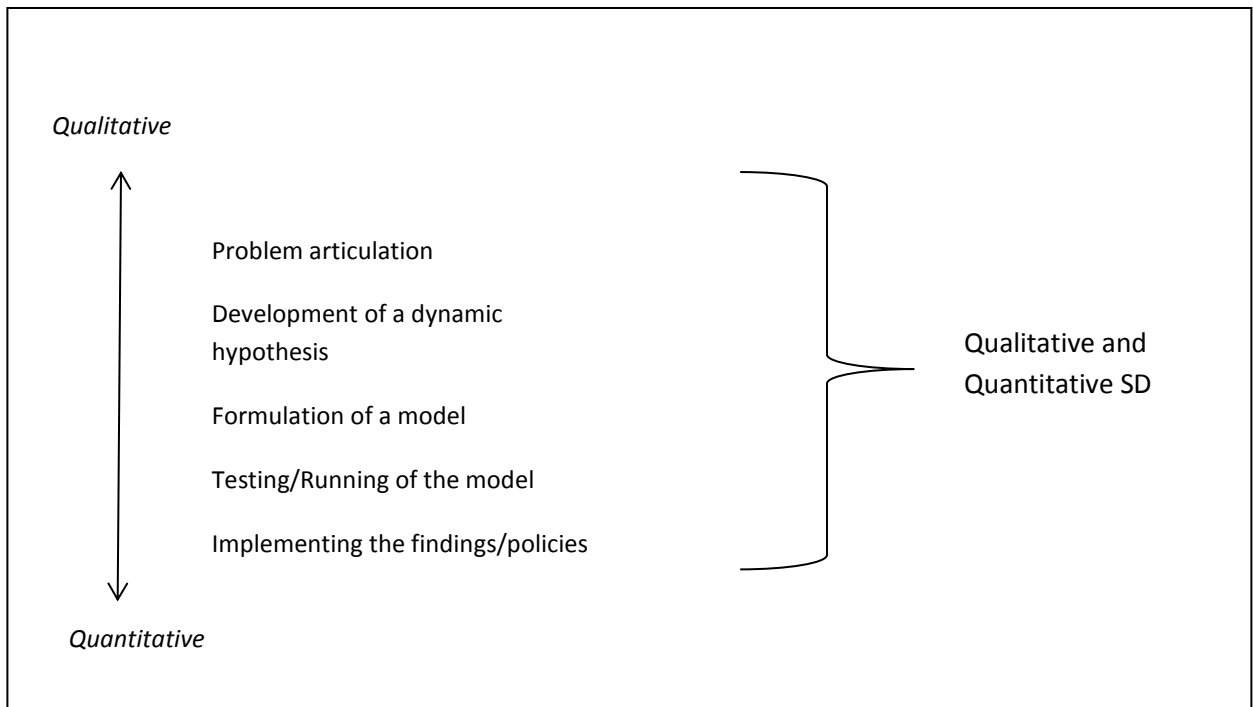 Qualitative
Problem articulation
Development of a dynamic
hypothesis
Formulation of a model
Testing/Running of the model
Implementing the findings/policies
Quantitative
Qualitative and
Quantitative SD